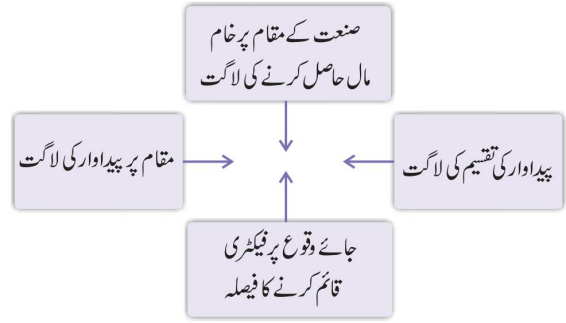 صنعت کے مقام پر خام
مال حاصل کرنے کی لاگت
پیداوار کی تقسیم کی لاگت
مقام پر پیداوار کی لاگت
جائے وقوع پر فیکٹری
قائم کرنے کا فیصلہ